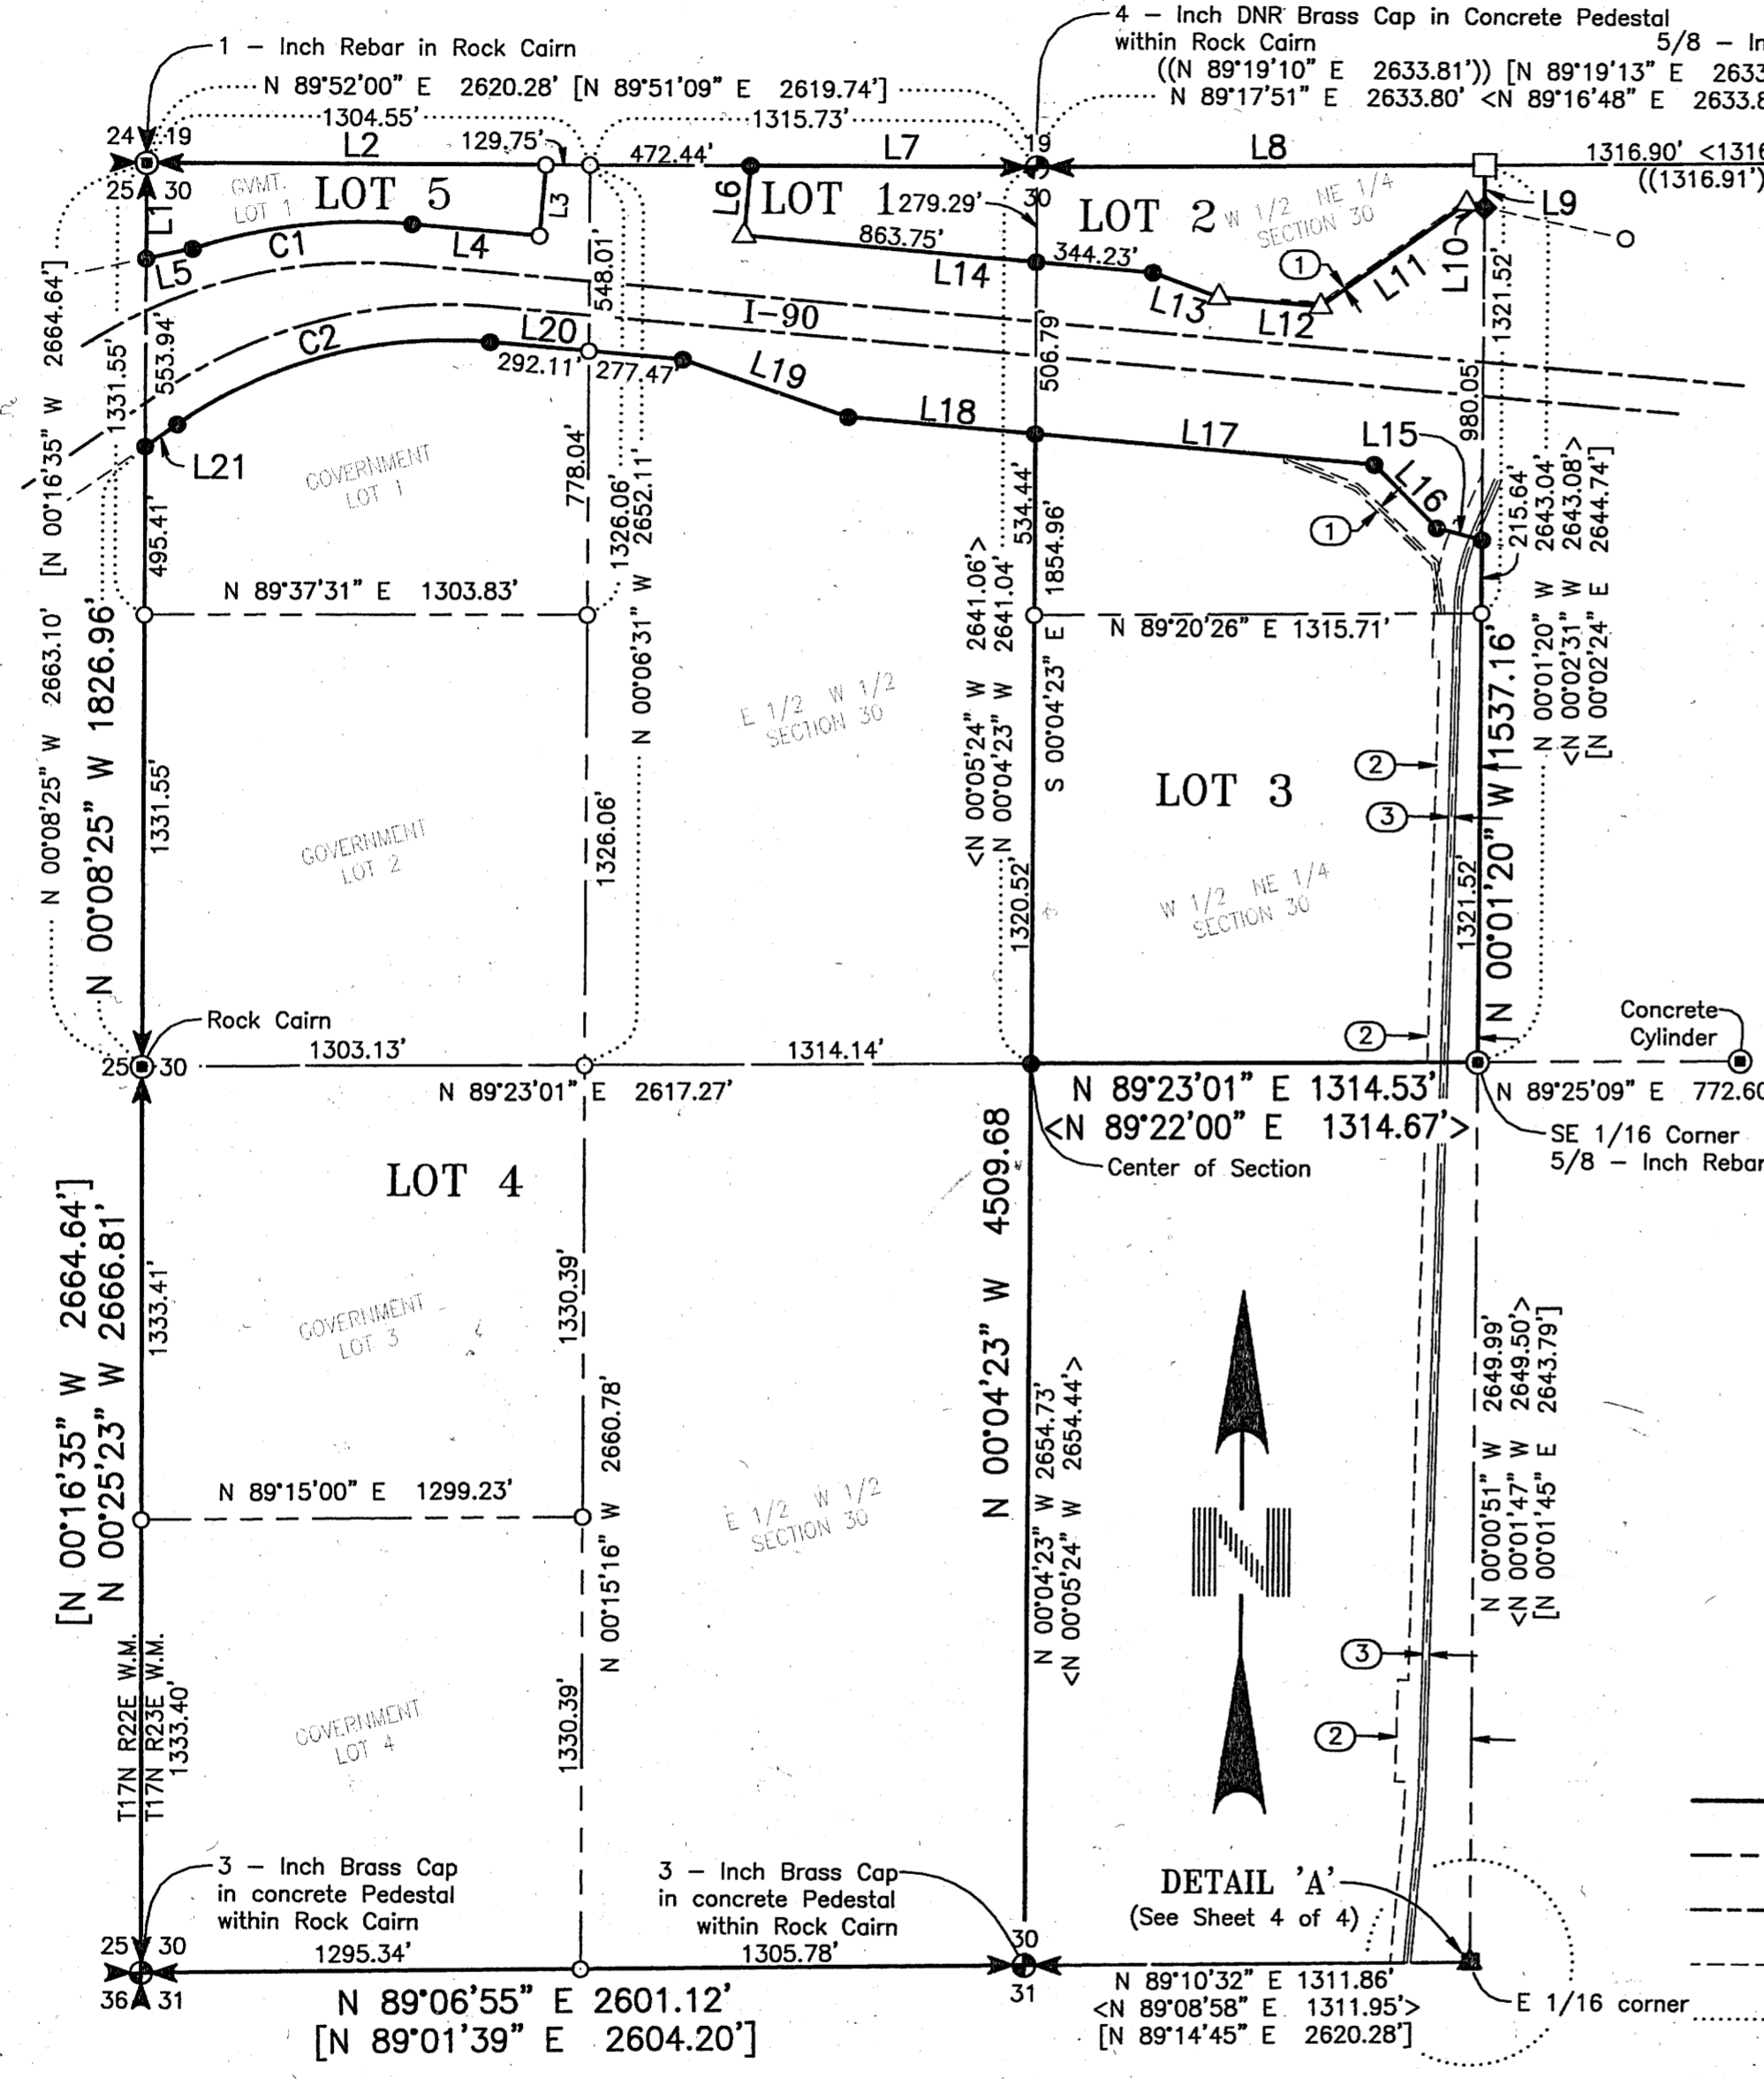 1 – Inch Rebar in Rock Cairn
4 – Inch DNR Brass Cap in Concrete Pedestal
within Rock Cairn
5/8 – In
((N 89°19'10" E 2633.81')) [N 89°19'13" E 2633
N 89°52'00" E 2620.28' [N 89°51'09" E 2619.74']
N 89°17'51" E 2633.80' <N 89°16'48" E 2633.8
1304.55'
1315.73'
24 19
25 30
L2
129.75'
472.44'
L7
19
30
L8
1316.90' <1316
((1316.91')
GVMT.
LOT 1
LOT 5
L1
L3
L6
LOT 1
279.29'
LOT 2
W 1/2 NE 1/4
SECTION 30
L9
L10
L5
C1
L4
548.01'
863.75'
L14
344.23'
L13
L12
1
L11
1321.52'
I-90
[N 00°16'35" W 2664.64']
N 00°08'25" W 2663.10'
1331.55'
553.94'
C2
L20
292.11'
277.47'
L19
L18
506.79'
L17
L15
L16
980.05'
L21
GOVERNMENT
LOT 1
495.41'
778.04'
1326.06'
N 00°06'31" W 2652.11'
534.44'
1854.96'
S 00°04'23" E
1
215.64'
N 00°01'20" W 2643.04'
<N 00°02'31" W 2643.08'>
[N 00°02'24" E 2644.74']
N 89°37'31" E 1303.83'
N 89°20'26" E 1315.71'
<N 00°05'24" W 2641.06'>
N 00°04'23" W 2641.04'
N 00°08'25" W 1826.96'
E 1/2 W 1/2
SECTION 30
LOT 3
2
3
N 00°01'20" W 1537.16'
1331.55'
GOVERNMENT
LOT 2
1326.06'
1320.52'
W 1/2 NE 1/4
SECTION 30
1321.52'
Rock Cairn
25 30
1303.13'
1314.14'
2
Concrete
Cylinder
N 89°23'01" E 2617.27'
N 89°23'01" E 1314.53'
<N 89°22'00" E 1314.67'>
N 89°25'09" E 772.60
SE 1/16 Corner
5/8 – Inch Rebar
Center of Section
LOT 4
[N 00°16'35" W 2664.64']
N 00°25'23" W 2666.81'
1333.41'
GOVERNMENT
LOT 3
1330.39'
N 00°15'16" W 2660.78'
N 00°04'23" W 4509.68
N 00°04'23" W 2654.73'
<N 00°05'24" W 2654.44'>
N 00°00'51" W 2649.99'
<N 00°01'47" W 2649.50'>
[N 00°01'45" E 2643.79']
N 89°15'00" E 1299.23'
E 1/2 W 1/2
SECTION 30
N
T17N R22E W.M.
T17N R23E W.M.
1333.40'
GOVERNMENT
LOT 4
1330.39'
3
2
3 – Inch Brass Cap
in concrete Pedestal
within Rock Cairn
3 – Inch Brass Cap
in concrete Pedestal
within Rock Cairn
DETAIL 'A'
(See Sheet 4 of 4)
25 30
36 31
1295.34'
1305.78'
30
31
N 89°06'55" E 2601.12'
[N 89°01'39" E 2604.20']
N 89°10'32" E 1311.86'
<N 89°08'58" E 1311.95'>
[N 89°14'45" E 2620.28']
E 1/16 corner